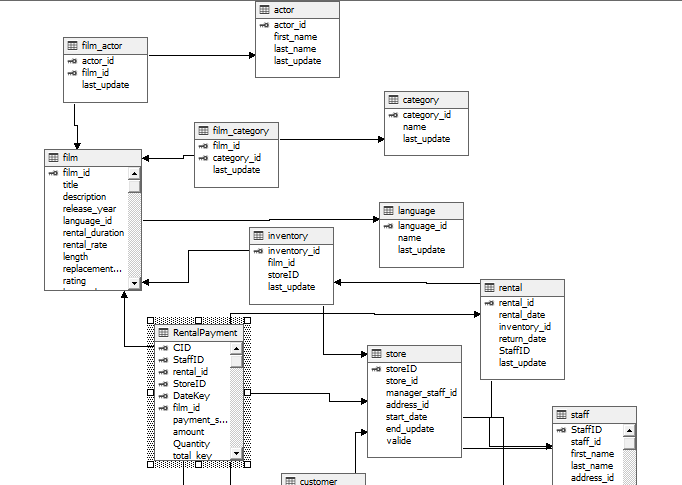 actor
actor_id
first_name
last_name
last_update
film_actor
actor_id
film_id
last_update
category
category_id
name
last_update
film_category
film_id
category_id
last_update
film
film_id
title
description
release_year
language_id
rental_duration
rental_rate
length
replacement...
rating
language
language_id
name
last_update
inventory
inventory_id
film_id
storeID
last_update
rental
rental_id
rental_date
inventory_id
return_date
StaffID
last_update
RentalPayment
CID
StaffID
rental_id
StoreID
DateKey
film_id
payment_s...
amount
Quantity
total_key
store
storeID
store_id
manager_staff_id
address_id
start_date
end_update
valide
staff
StaffID
staff_id
first_name
last_name
address_id
customer